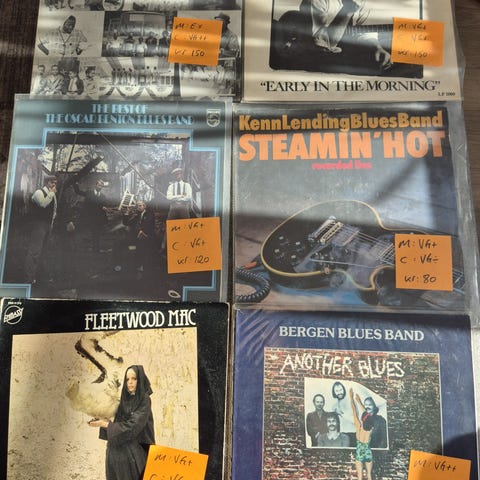 M: Ex
C: VG++
Kr: 150
M: VG+
C: VG+
Kr: 150
"EARLY IN THE MORNING"
LP 1000
THE BEST OF
THE OSCAR BENTON BLUES BAND
PHILIPS
M: VG+
C: VG+
Kr: 120
KennLendingBluesBand
STEAMIN' HOT
recorded live
M: VG+
C: VG÷
Kr: 80
EMBASSY
FLEETWOOD MAC
M: VG+
BERGEN BLUES BAND
ANOTHER BLUES
M: VG++